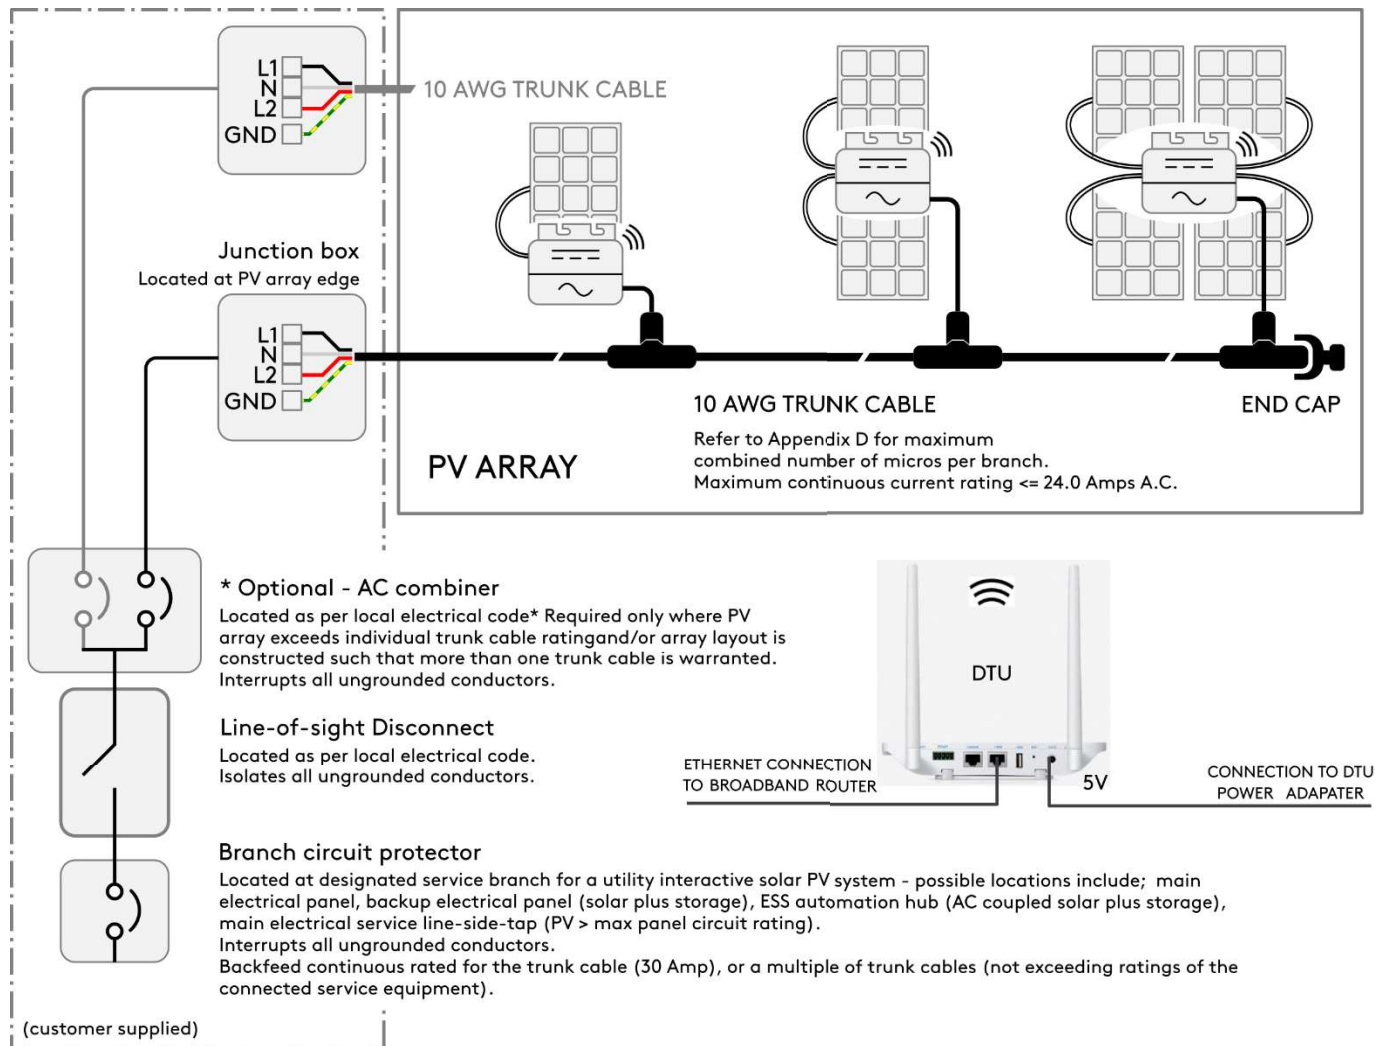 L1
N
L2
GND
10 AWG TRUNK CABLE
Junction box
Located at PV array edge
L1
N
L2
GND
10 AWG TRUNK CABLE
Refer to Appendix D for maximum
combined number of micros per branch.
Maximum continuous current rating <= 24.0 Amps A.C.
END CAP
PV ARRAY
* Optional - AC combiner
Located as per local electrical code* Required only where PV
array exceeds individual trunk cable ratingand/or array layout is
constructed such that more than one trunk cable is warranted.
Interrupts all ungrounded conductors.
Line-of-sight Disconnect
Located as per local electrical code.
Isolates all ungrounded conductors.
DTU
ETHERNET CONNECTION
TO BROADBAND ROUTER
5V
CONNECTION TO DTU
POWER ADAPATER
Branch circuit protector
Located at designated service branch for a utility interactive solar PV system - possible locations include; main
electrical panel, backup electrical panel (solar plus storage), ESS automation hub (AC coupled solar plus storage),
main electrical service line-side-tap (PV > max panel circuit rating).
Interrupts all ungrounded conductors.
Backfeed continuous rated for the trunk cable (30 Amp), or a multiple of trunk cables (not exceeding ratings of the
connected service equipment).
(customer supplied)